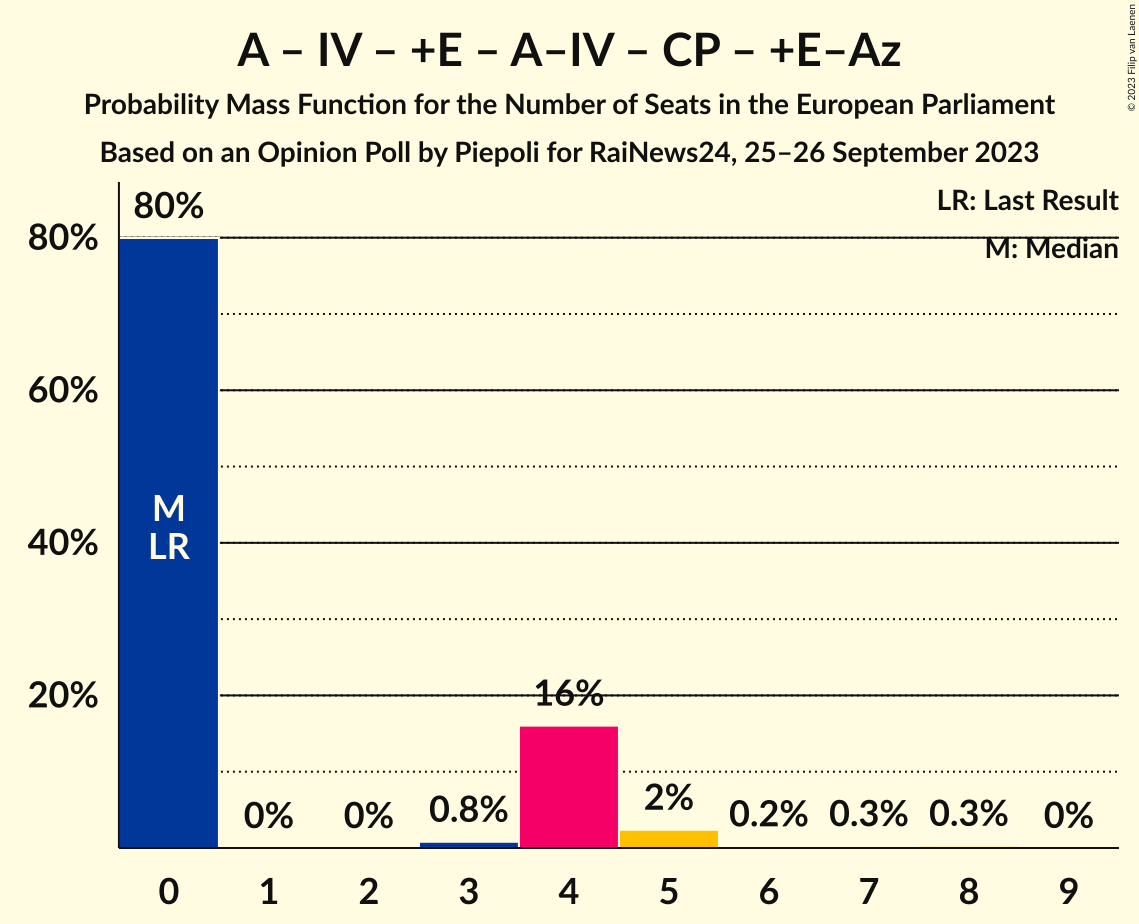 A – IV – +E – A–IV – CP – +E–Az
Probability Mass Function for the Number of Seats in the European Parliament
Based on an Opinion Poll by Piepoli for RaiNews24, 25–26 September 2023
© 2023 Filip van Laenen
LR: Last Result
M: Median
80%
60%
40%
20%
80%
M
LR
0%
0%
0.8%
16%
2%
0.2%
0.3%
0.3%
0%
0 1 2 3 4 5 6 7 8 9